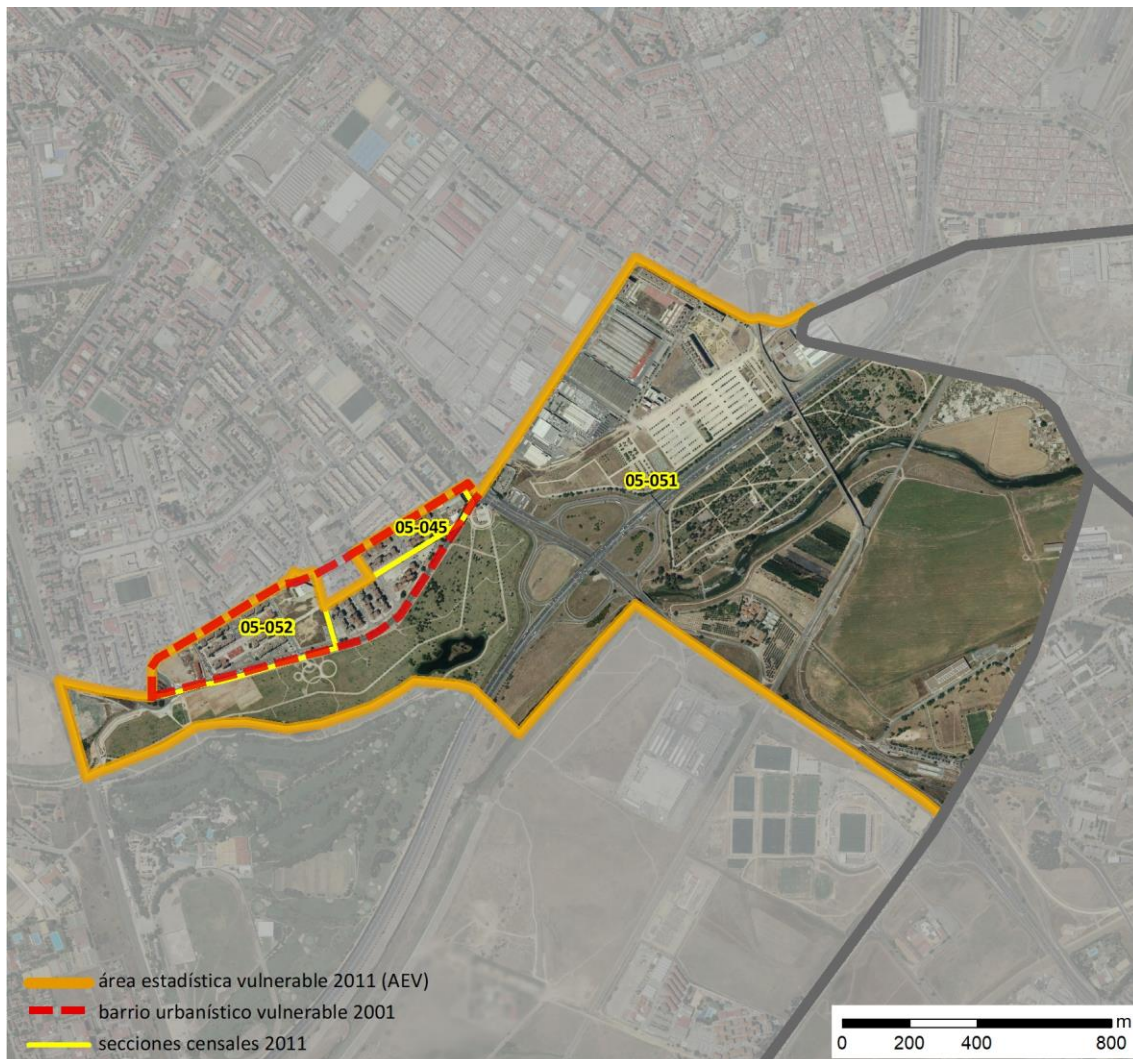 05-051
05-045
05-052
área estadística vulnerable 2011 (AEV)
barrio urbanístico vulnerable 2001
secciones censales 2011
m
0 200 400 800